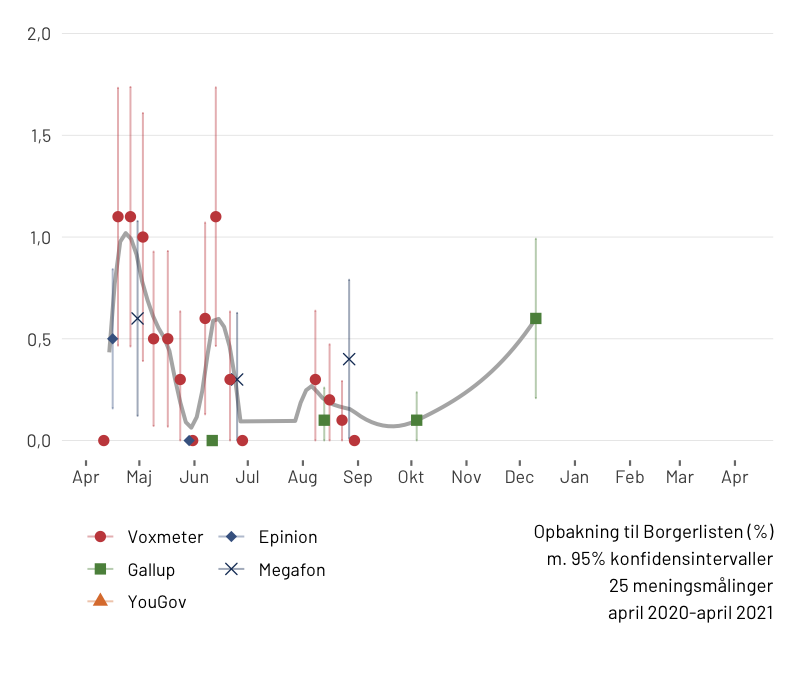 2,0
1,5
1,0
0,5
0,0
Apr Maj Jun Jul Aug Sep Okt Nov Dec Jan Feb Mar Apr
Voxmeter Epinion
Gallup Megafon
YouGov
Opbakning til Borgerlisten (%)
m. 95% konfidensintervaller
25 meningsmålinger
april 2020-april 2021